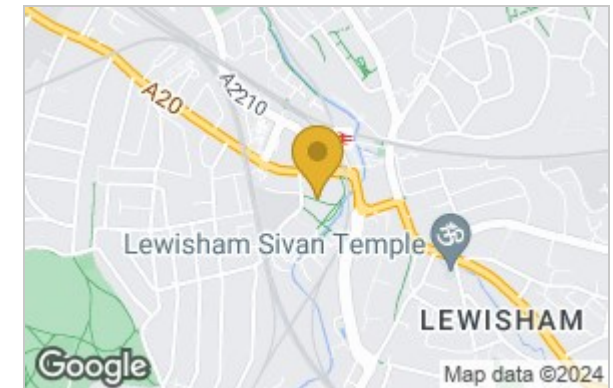 A20
A2210
Lewisham Sivan Temple
ॐ
LEWISHAM
Google
Map data ©2024